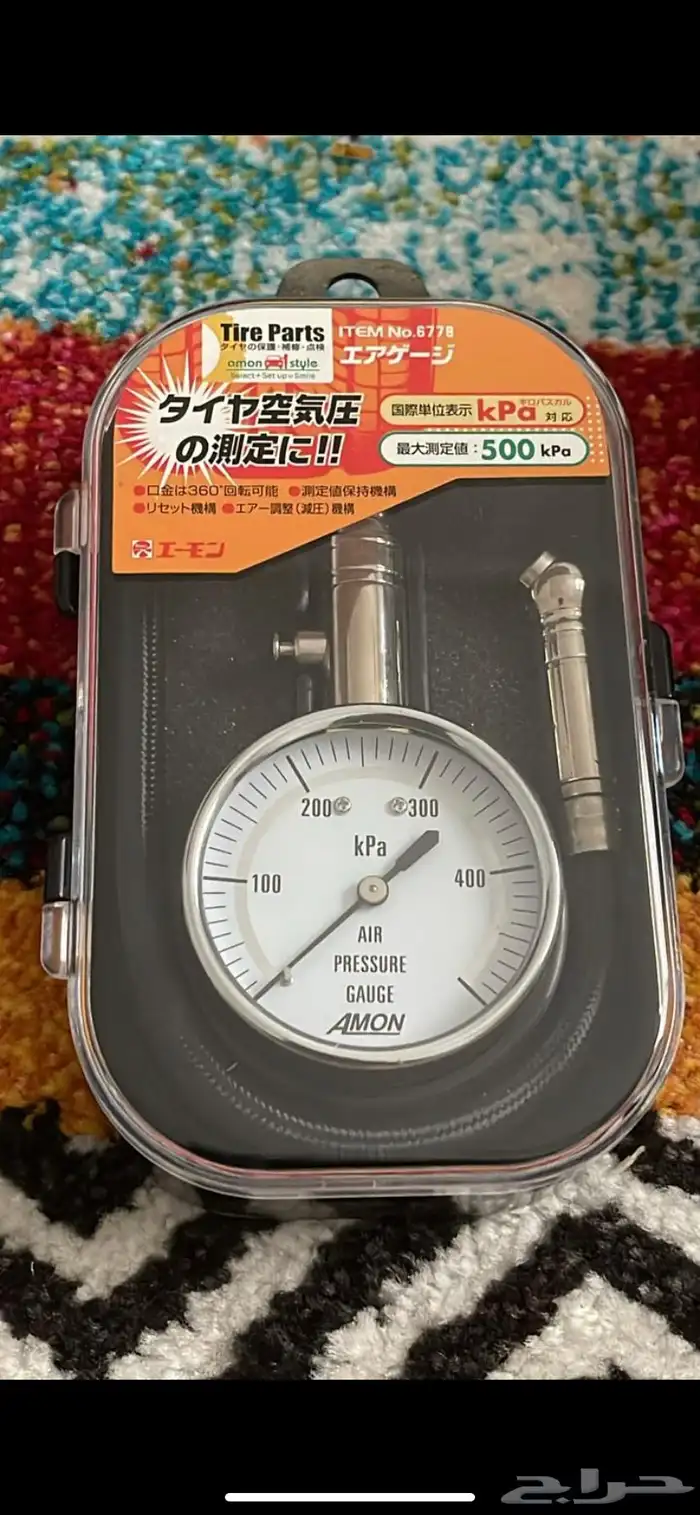 Tire Parts
タイヤの保護・補修・点検
amon style
Select + Set up = Smile
ITEM No.6778
エアゲージ
タイヤ空気圧
の測定に!!
国際単位表示 kPa キロパスカル 対応
最大測定値：500 kPa
●口金は360°回転可能 ●測定値保持機構
●リセット機構 ●エアー調整（減圧）機構
エーモン
200 300
kPa
100 400
AIR
PRESSURE
GAUGE
AMON
حراج